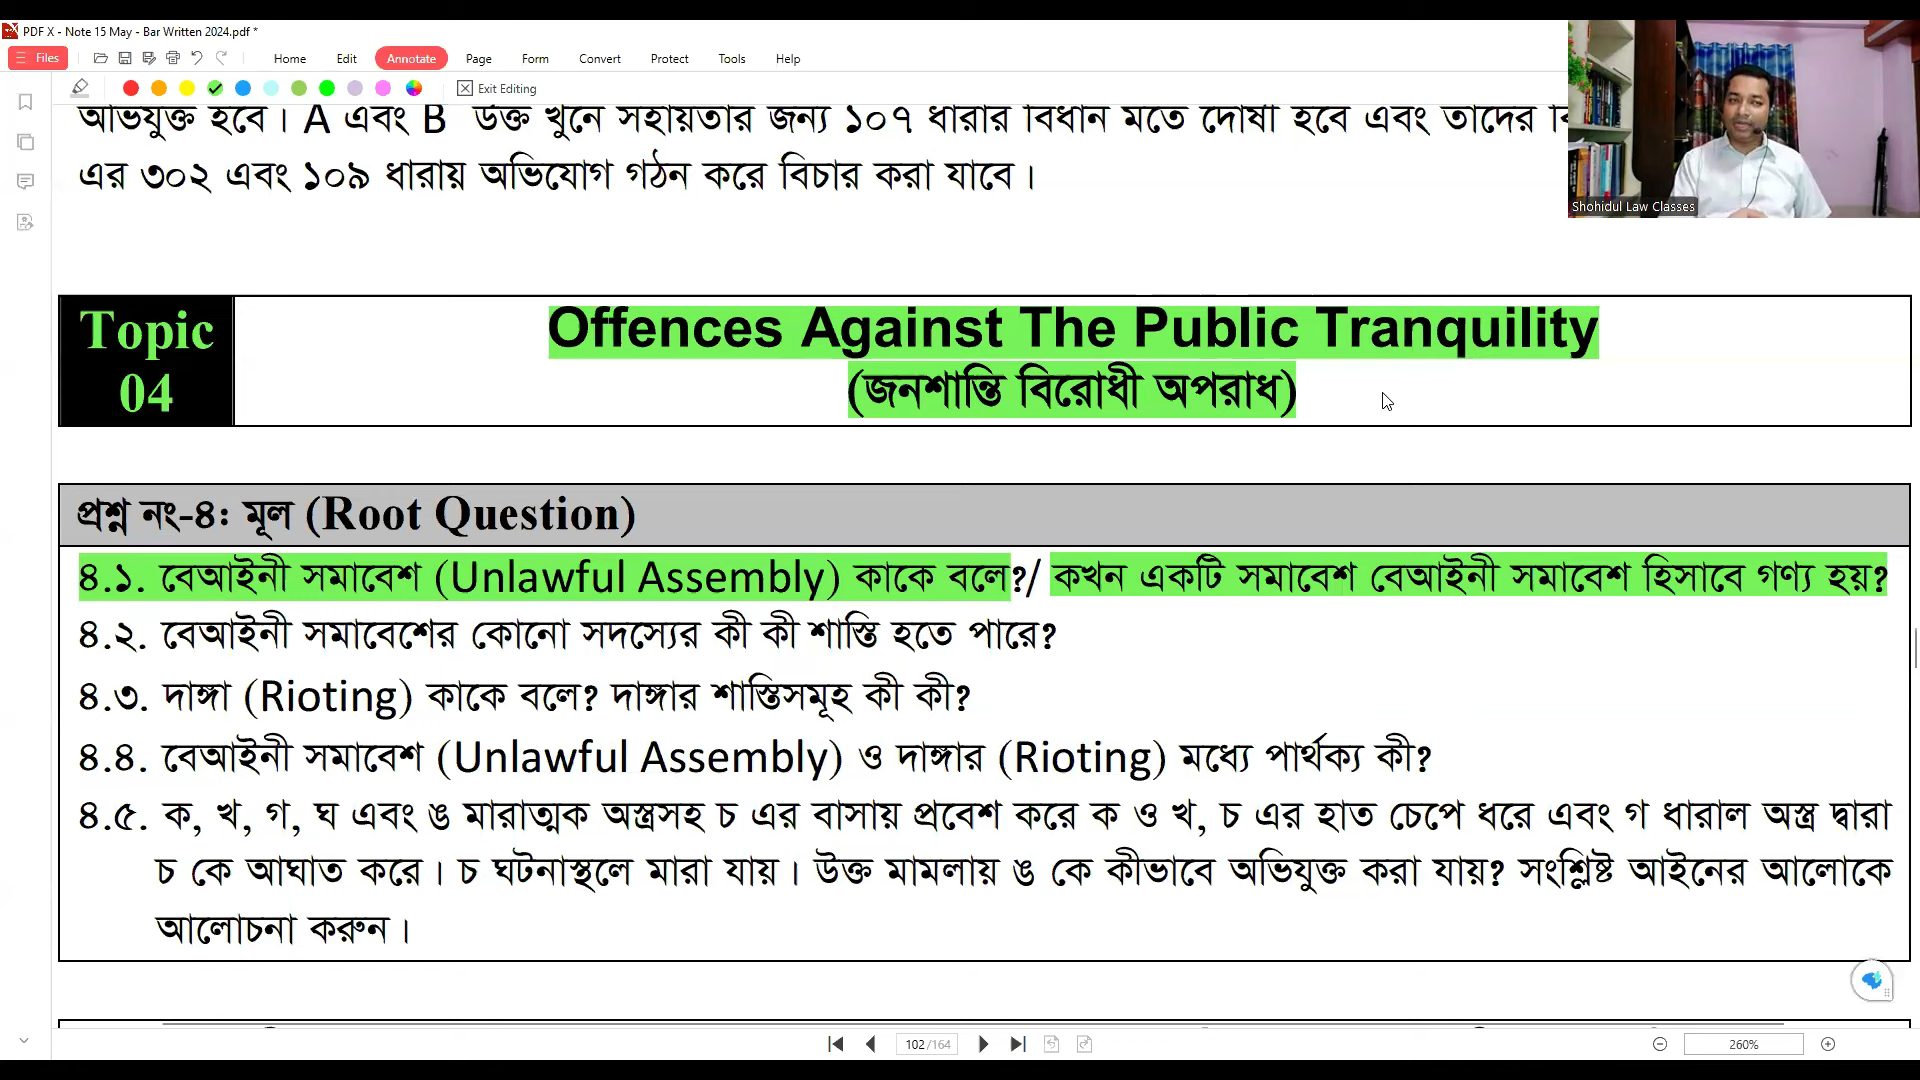 PDF X - Note 15 May - Bar Written 2024.pdf *
Files Home Edit Annotate Page Form Convert Protect Tools Help
Exit Editing
অভিযুক্ত হবে। A এবং B উক্ত খুনে সহায়তার জন্য ১০৭ ধারার বিধান মতে দোষী হবে এবং তাদের
এর ৩০২ এবং ১০৯ ধারায় অভিযোগ গঠন করে বিচার করা যাবে।
Shohidul Law Classes
Topic
04
Offences Against The Public Tranquility
(জনশান্তি বিরোধী অপরাধ)
প্রশ্ন নং-৪: মূল (Root Question)
৪.১. বেআইনী সমাবেশ (Unlawful Assembly) কাকে বলে?/ কখন একটি সমাবেশ বেআইনী সমাবেশ হিসাবে গণ্য হয়?
৪.২. বেআইনী সমাবেশের কোনো সদস্যের কী কী শাস্তি হতে পারে?
৪.৩. দাঙ্গা (Rioting) কাকে বলে? দাঙ্গার শাস্তিসমূহ কী কী?
৪.৪. বেআইনী সমাবেশ (Unlawful Assembly) ও দাঙ্গার (Rioting) মধ্যে পার্থক্য কী?
৪.৫. ক, খ, গ, ঘ এবং ঙ মারাত্মক অস্ত্রসহ চ এর বাসায় প্রবেশ করে ক ও খ, চ এর হাত চেপে ধরে এবং গ ধারাল অস্ত্র দ্বারা
চ কে আঘাত করে। চ ঘটনাস্থলে মারা যায়। উক্ত মামলায় ঙ কে কীভাবে অভিযুক্ত করা যায়? সংশ্লিষ্ট আইনের আলোকে
আলোচনা করুন।
102 /164
260%